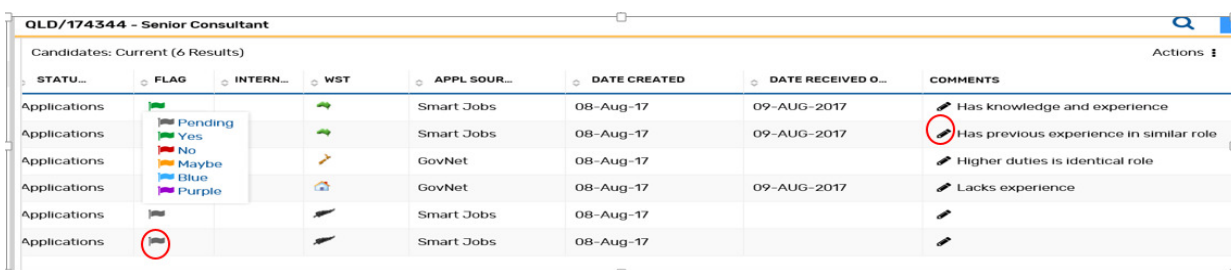 QLD/174344 - Senior Consultant
Candidates: Current (6 Results) Actions
STATU... FLAG INTERN... WST APPL SOUR... DATE CREATED DATE RECEIVED O... COMMENTS
Applications Smart Jobs 08-Aug-17 09-AUG-2017 Has knowledge and experience
Pending
Applications Yes Smart Jobs 08-Aug-17 09-AUG-2017 Has previous experience in similar role
No
Applications Maybe GovNet 08-Aug-17 Higher duties is identical role
Blue
Applications Purple GovNet 08-Aug-17 09-AUG-2017 Lacks experience
Applications Smart Jobs 08-Aug-17
Applications Smart Jobs 08-Aug-17